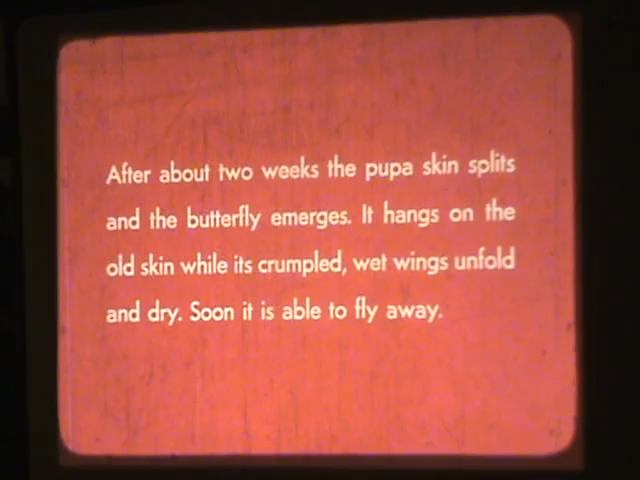 After about two weeks the pupa skin splits
and the butterfly emerges. It hangs on the
old skin while its crumpled, wet wings unfold
and dry. Soon it is able to fly away.